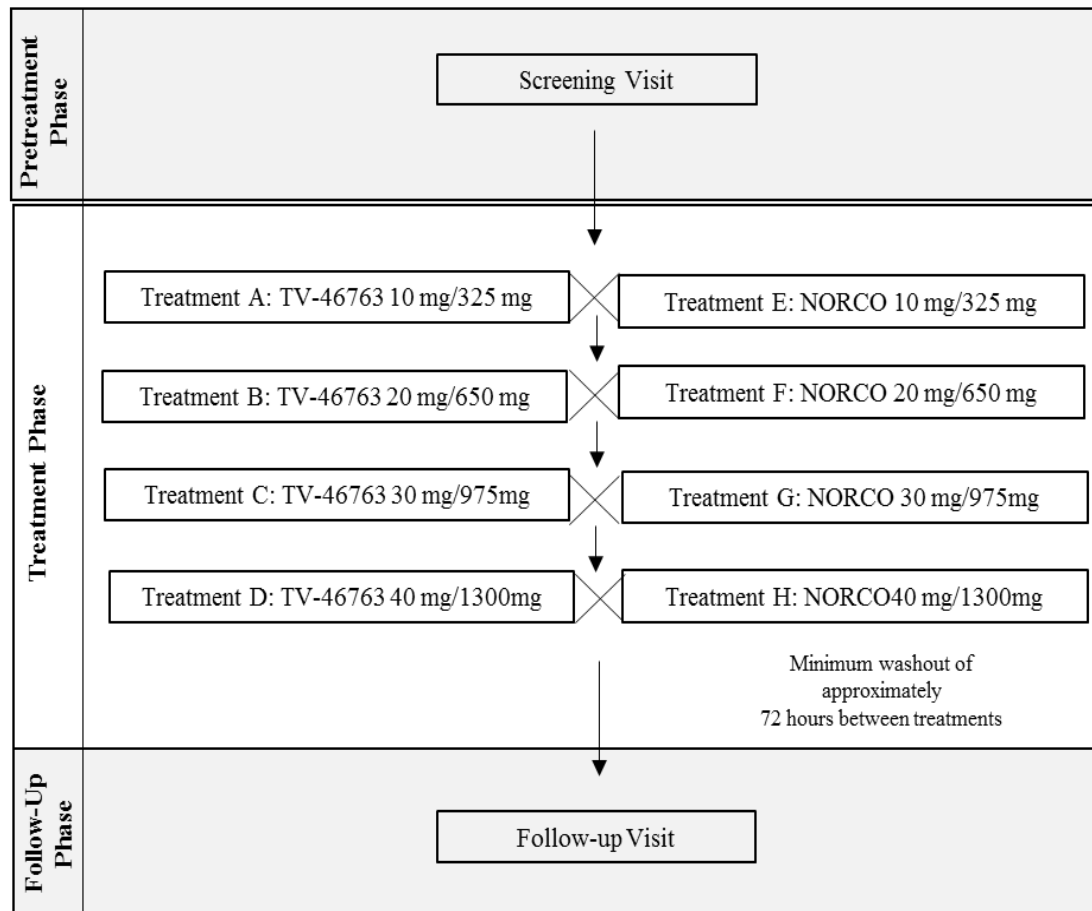 Pretreatment
Phase
Screening Visit
Treatment Phase
Treatment A: TV-46763 10 mg/325 mg
Treatment E: NORCO 10 mg/325 mg
Treatment B: TV-46763 20 mg/650 mg
Treatment F: NORCO 20 mg/650 mg
Treatment C: TV-46763 30 mg/975mg
Treatment G: NORCO 30 mg/975mg
Treatment D: TV-46763 40 mg/1300mg
Treatment H: NORCO40 mg/1300mg
Minimum washout of
approximately
72 hours between treatments
Follow-Up
Phase
Follow-up Visit